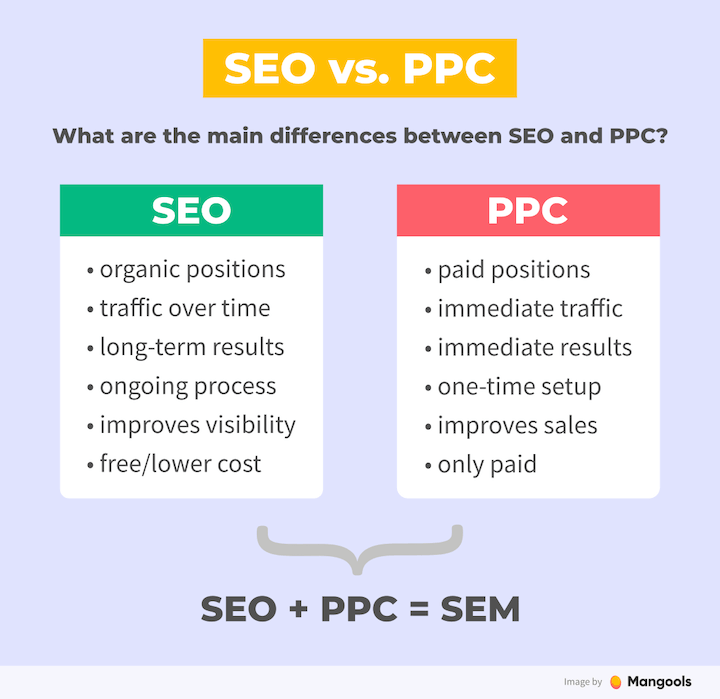 SEO vs. PPC
What are the main differences between SEO and PPC?
SEO
• organic positions
• traffic over time
• long-term results
• ongoing process
• improves visibility
• free/lower cost
PPC
• paid positions
• immediate traffic
• immediate results
• one-time setup
• improves sales
• only paid
SEO + PPC = SEM
Image by Mangools